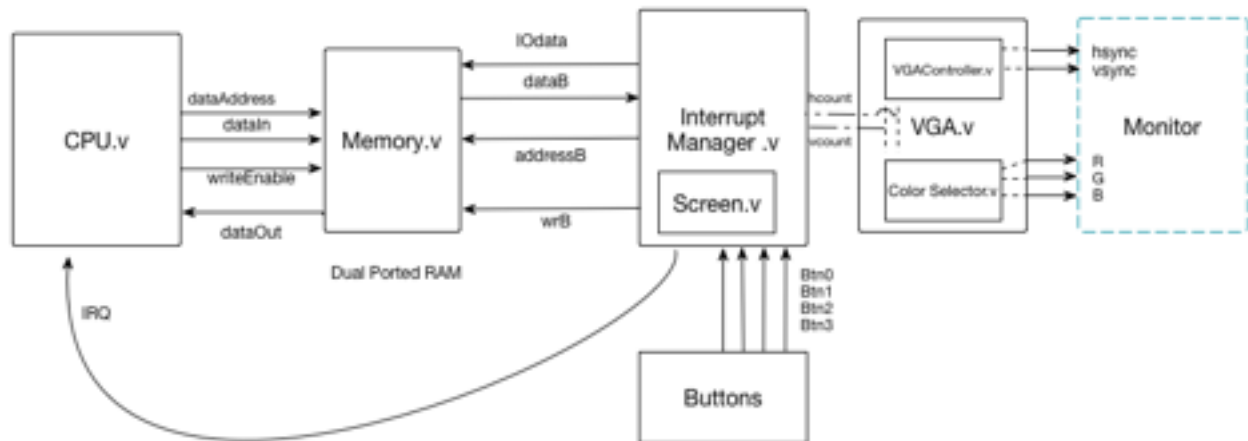 CPU.v
dataAddress
dataIn
writeEnable
dataOut
Memory.v
Dual Ported RAM
IOdata
dataB
addressB
wrB
Interrupt
Manager .v
Screen.v
hcount
vcount
VGAController.v
VGA.v
Color Selector.v
hsync
vsync
Monitor
R
G
B
IRQ
Btn0
Btn1
Btn2
Btn3
Buttons